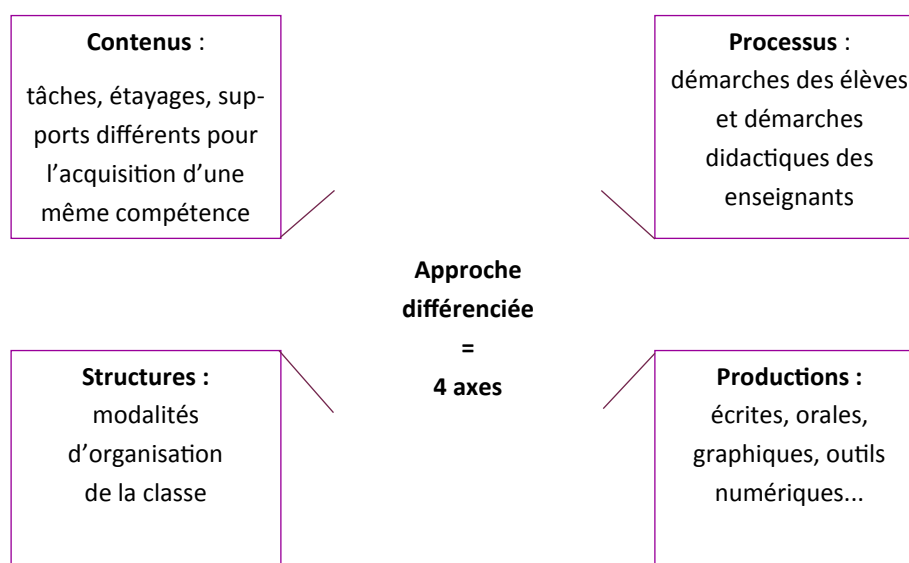 Contenus :
tâches, étayages, sup-
ports différents pour
l'acquisition d'une
même compétence
Processus :
démarches des élèves
et démarches
didactiques des
enseignants
Approche
différenciée
=
4 axes
Structures :
modalités
d'organisation
de la classe
Productions :
écrites, orales,
graphiques, outils
numériques...